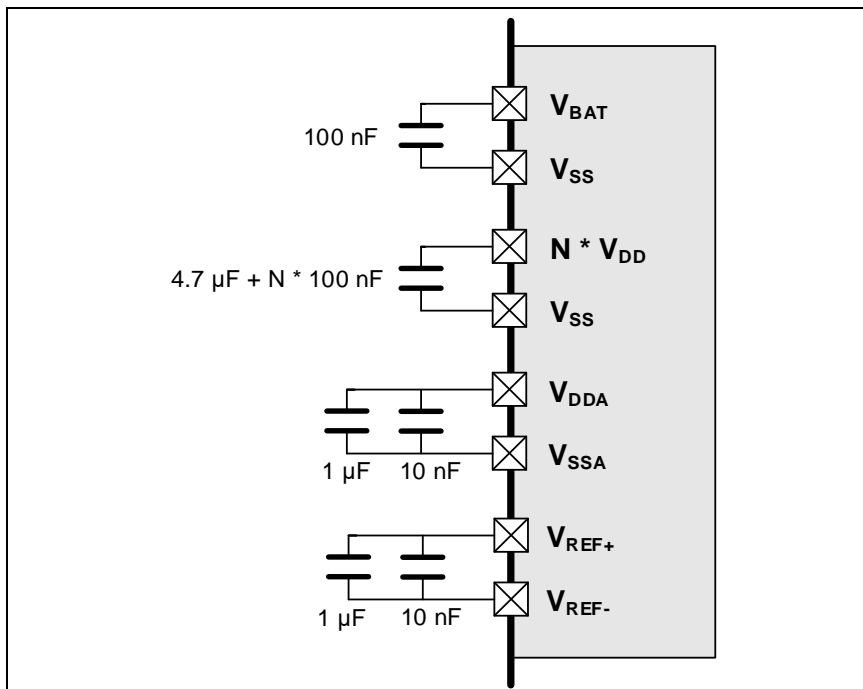 V_BAT
100 nF
V_SS
N * V_DD
4.7 µF + N * 100 nF
V_SS
V_DDA
1 µF 10 nF
V_SSA
V_REF+
1 µF 10 nF
V_REF-